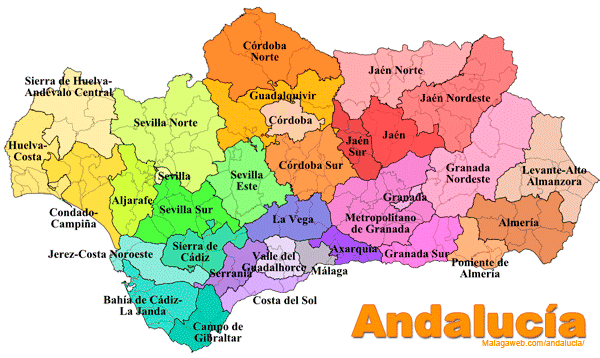 Córdoba
Norte
Jaén Norte
Sierra de Huelva-
Andévalo Central
Guadalquivir
Jaén Nordeste
Sevilla Norte
Córdoba
Jaén
Jaén
Sur
Huelva-
Costa
Córdoba Sur
Granada
Nordeste
Levante-Alto
Almanzora
Sevilla
Sevilla
Este
Aljarafe
Granada
Condado-
Campiña
Sevilla Sur
La Vega
Metropolitano
de Granada
Almería
Jerez-Costa Noroeste
Sierra de
Cádiz
Valle del
Guadalhorce
Axarquía
Granada Sur
Serranía
Málaga
Poniente de
Almería
Bahía de Cádiz-
La Janda
Costa del Sol
Campo de
Gibraltar
Andalucía
Malagaweb.com/andalucia/